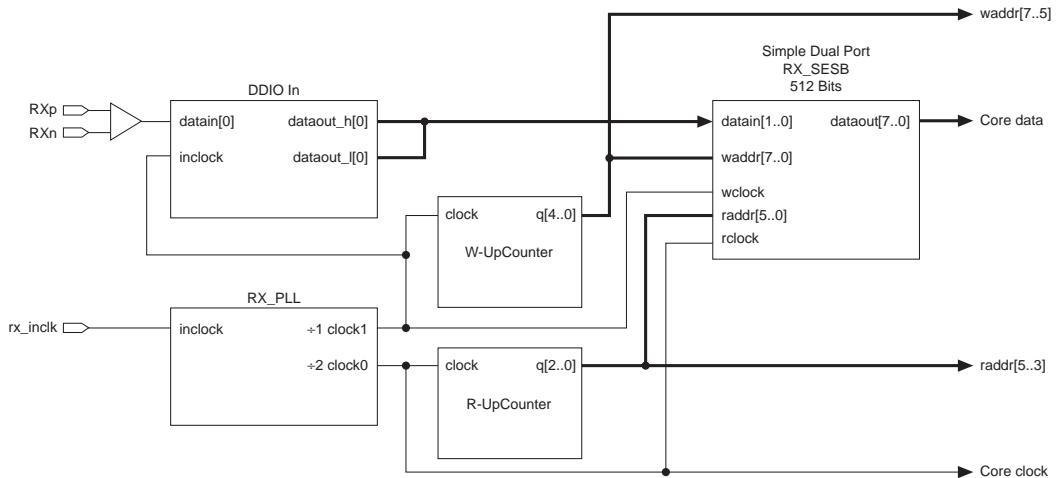 waddr[7..5]
Simple Dual Port
RX_SESB
512 Bits
DDIO In
RXp
RXn
datain[0]
dataout_h[0]
inclock
dataout_l[0]
datain[1..0]
dataout[7..0]
Core data
waddr[7..0]
wclock
raddr[5..0]
rclock
clock
q[4..0]
W-UpCounter
RX_PLL
rx_inclk
inclock
÷1 clock1
÷2 clock0
clock
q[2..0]
R-UpCounter
raddr[5..3]
Core clock